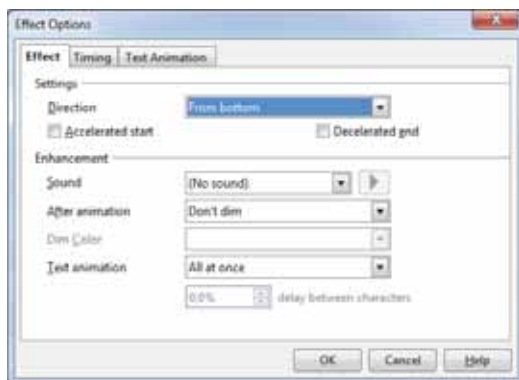 Effect Options
Effect Timing Text Animation
Settings
Direction From bottom
Accelerated start Decelerated end
Enhancement
Sound (No sound)
After animation Don't dim
Dim Color
Text animation All at once
0.0% delay between characters
OK Cancel Help